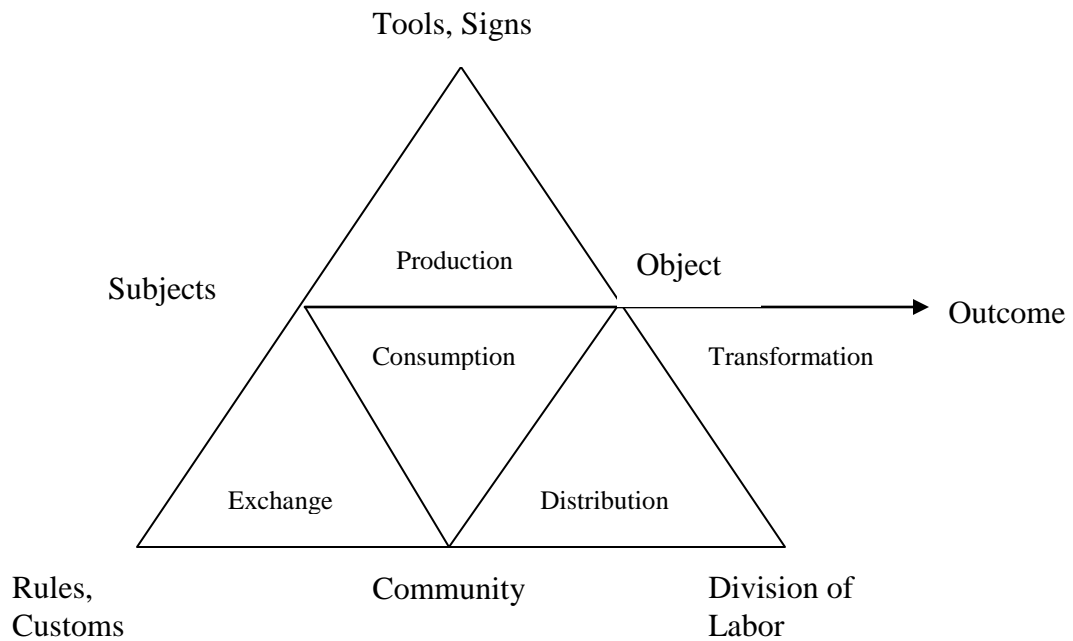 Tools, Signs
Production
Object
Subjects
Outcome
Consumption
Transformation
Exchange
Distribution
Rules,
Customs
Community
Division of
Labor